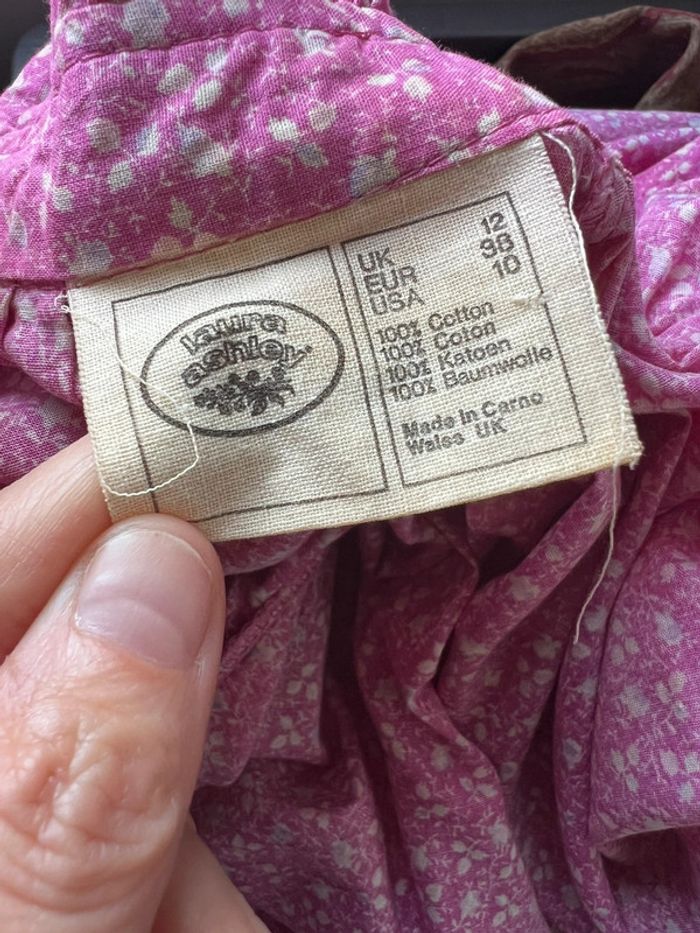 laura
ashley
UK 12
EUR 38
USA 10
100% Cotton
100% Coton
100% Katoen
100% Baumwolle
Made In Carno
Wales UK